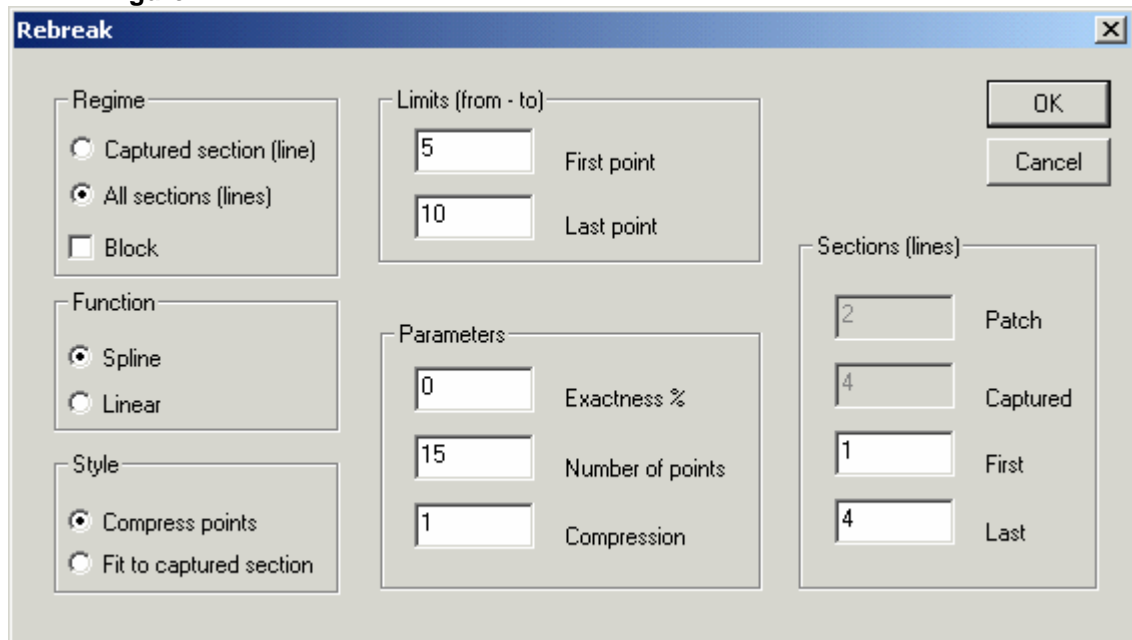 Rebreak
Regime
Captured section (line)
All sections (lines)
Block
Function
Spline
Linear
Style
Compress points
Fit to captured section
Limits (from - to)
5 First point
10 Last point
Parameters
0 Exactness %
15 Number of points
1 Compression
OK
Cancel
Sections (lines)
2 Patch
4 Captured
1 First
4 Last